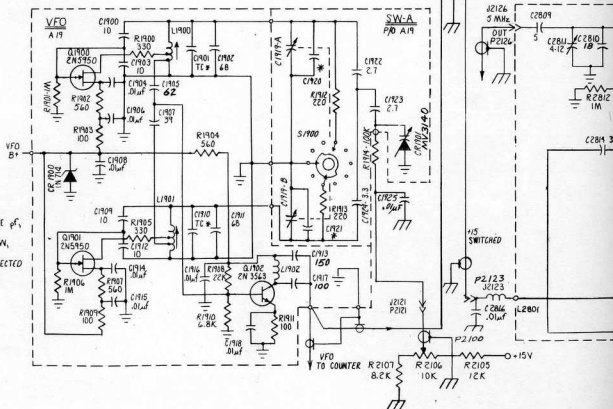 VFO
A19
SW-A
P/O A19
C1900
10
R1900
330
L1900
Q1900
2N5950
C1903
10
C1901
TC*
C1902
68
C1919-A
C1920
*
C1922
2.7
R1901-1M
R1902
560
C1904
.01µf
C1905
62
C1906
.01µf
C1907
39
R1903
100
R1912
220
C1923
2.7
S1900
R1914-100K
CR1901
MV3140
VFO
B+
R1904
560
C1908
.01µf
CR1900
1N714
C1909
10
R1905
330
L1901
C1910
TC*
C1911
68
C1919-B
R1913
220
C1921
*
C1924-3.3
C1925
.01µF
E pF,
N,
ECTED
Q1901
2N5950
C1912
10
C1914
.01µf
R1906
1M
R1907
560
C1915
.01µf
R1909
100
C1916
.01µf
R1908
22K
Q1902
2N3563
L1902
C1913
150
C1917
100
R1910
6.8K
R1911
100
C1918
.01µf
VFO
TO COUNTER
J2121
P2121
P2100
R2107
8.2K
R2106
10K
R2105
12K
+15V
+15
SWITCHED
P2123
J2123
C2816
.01µf
L2801
J2126
5 MHz
OUT
P2126
C2809
5
C2811
4-12
C2810
18
R2812
1M
C2814 3